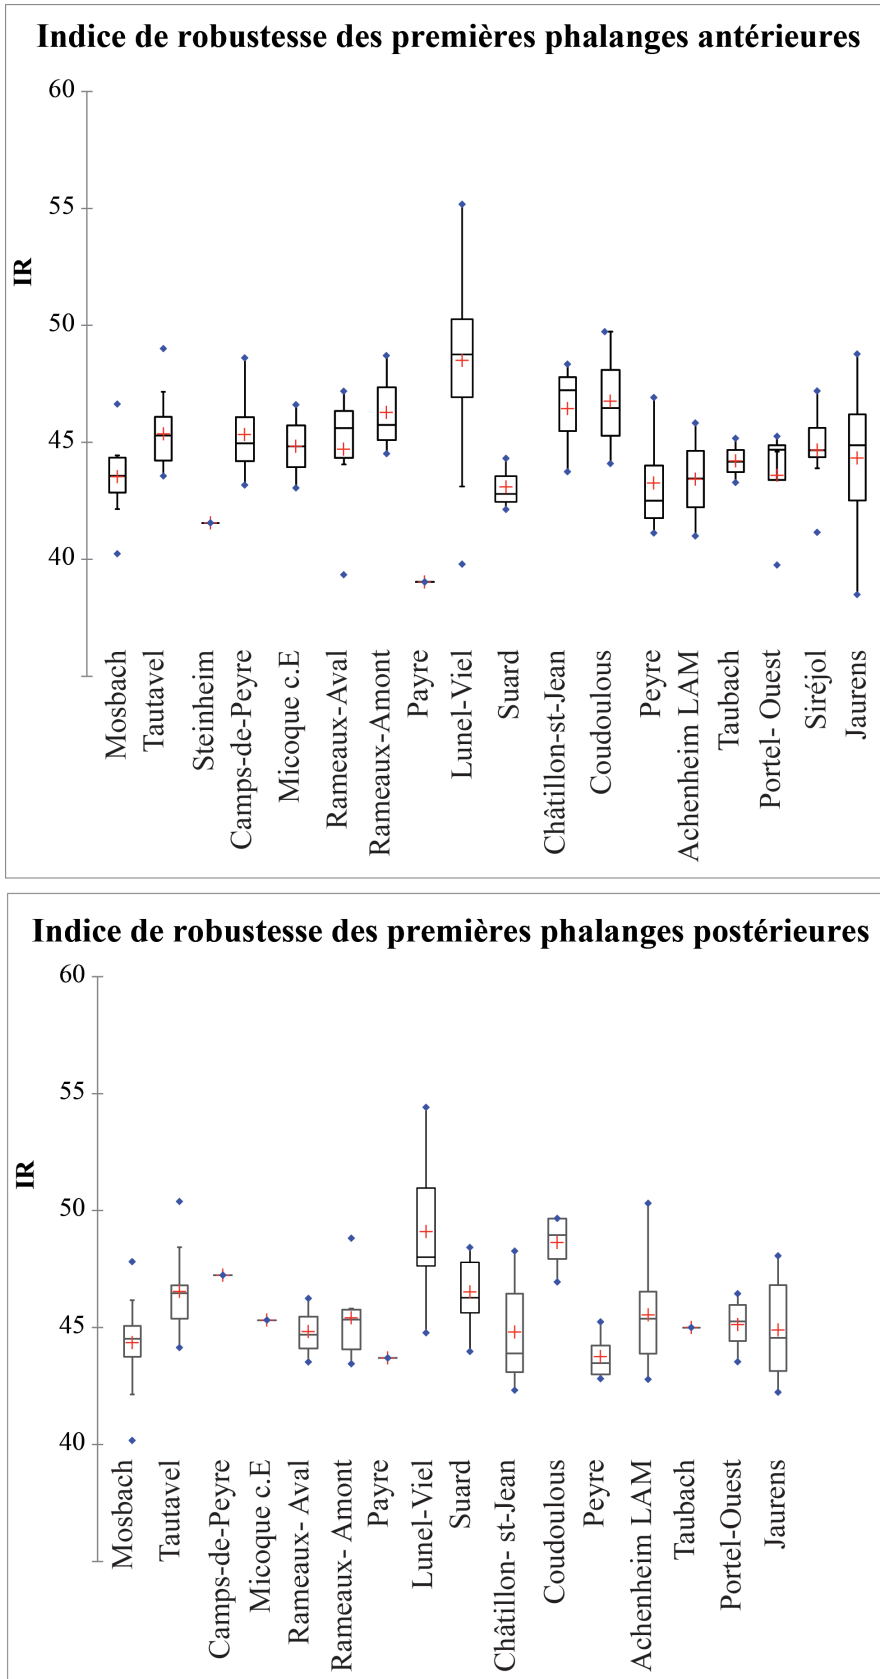 Indice de robustesse des premières phalanges antérieures
60
55
50
45
40
IR
Mosbach
Tautavel
Steinheim
Camps-de-Peyre
Micoque c.E
Rameaux-Aval
Rameaux-Amont
Payre
Lunel-Viel
Suard
Châtillon-st-Jean
Coudoulous
Peyre
Achenheim LAM
Taubach
Portel- Ouest
Siréjol
Jaurens
Indice de robustesse des premières phalanges postérieures
60
55
50
45
40
IR
Mosbach
Tautavel
Camps-de-Peyre
Micoque c.E
Rameaux- Aval
Rameaux- Amont
Payre
Lunel-Viel
Suard
Châtillon- st-Jean
Coudoulous
Peyre
Achenheim LAM
Taubach
Portel-Ouest
Jaurens